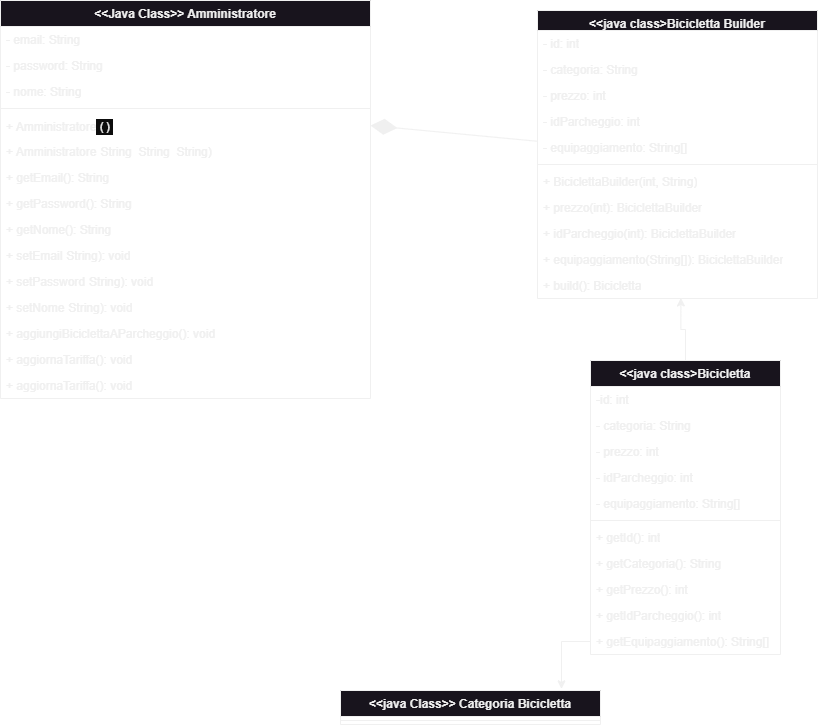 <<Java Class>> Amministratore
- email: String
- password: String
- nome: String
+ Amministratore()
+ Amministratore String String String)
+ getEmail(): String
+ getPassword(): String
+ getNome(): String
+ setEmail String): void
+ setPassword String): void
+ setNome String): void
+ aggiungiBiciclettaAParcheggio(): void
+ aggiornaTariffa(): void
+ aggiornaTariffa(): void
<<java class>Bicicletta Builder
- id: int
- categoria: String
- prezzo: int
- idParcheggio: int
- equipaggiamento: String[]
+ BiciclettaBuilder(int, String)
+ prezzo(int): BiciclettaBuilder
+ idParcheggio(int): BiciclettaBuilder
+ equipaggiamento(String[]): BiciclettaBuilder
+ build(): Bicicletta
<<java class>Bicicletta
-id: int
- categoria: String
- prezzo: int
- idParcheggio: int
- equipaggiamento: String[]
+ getId(): int
+ getCategoria(): String
+ getPrezzo(): int
+ getIdParcheggio(): int
+ getEquipaggiamento(): String[]
<<java Class>> Categoria Bicicletta